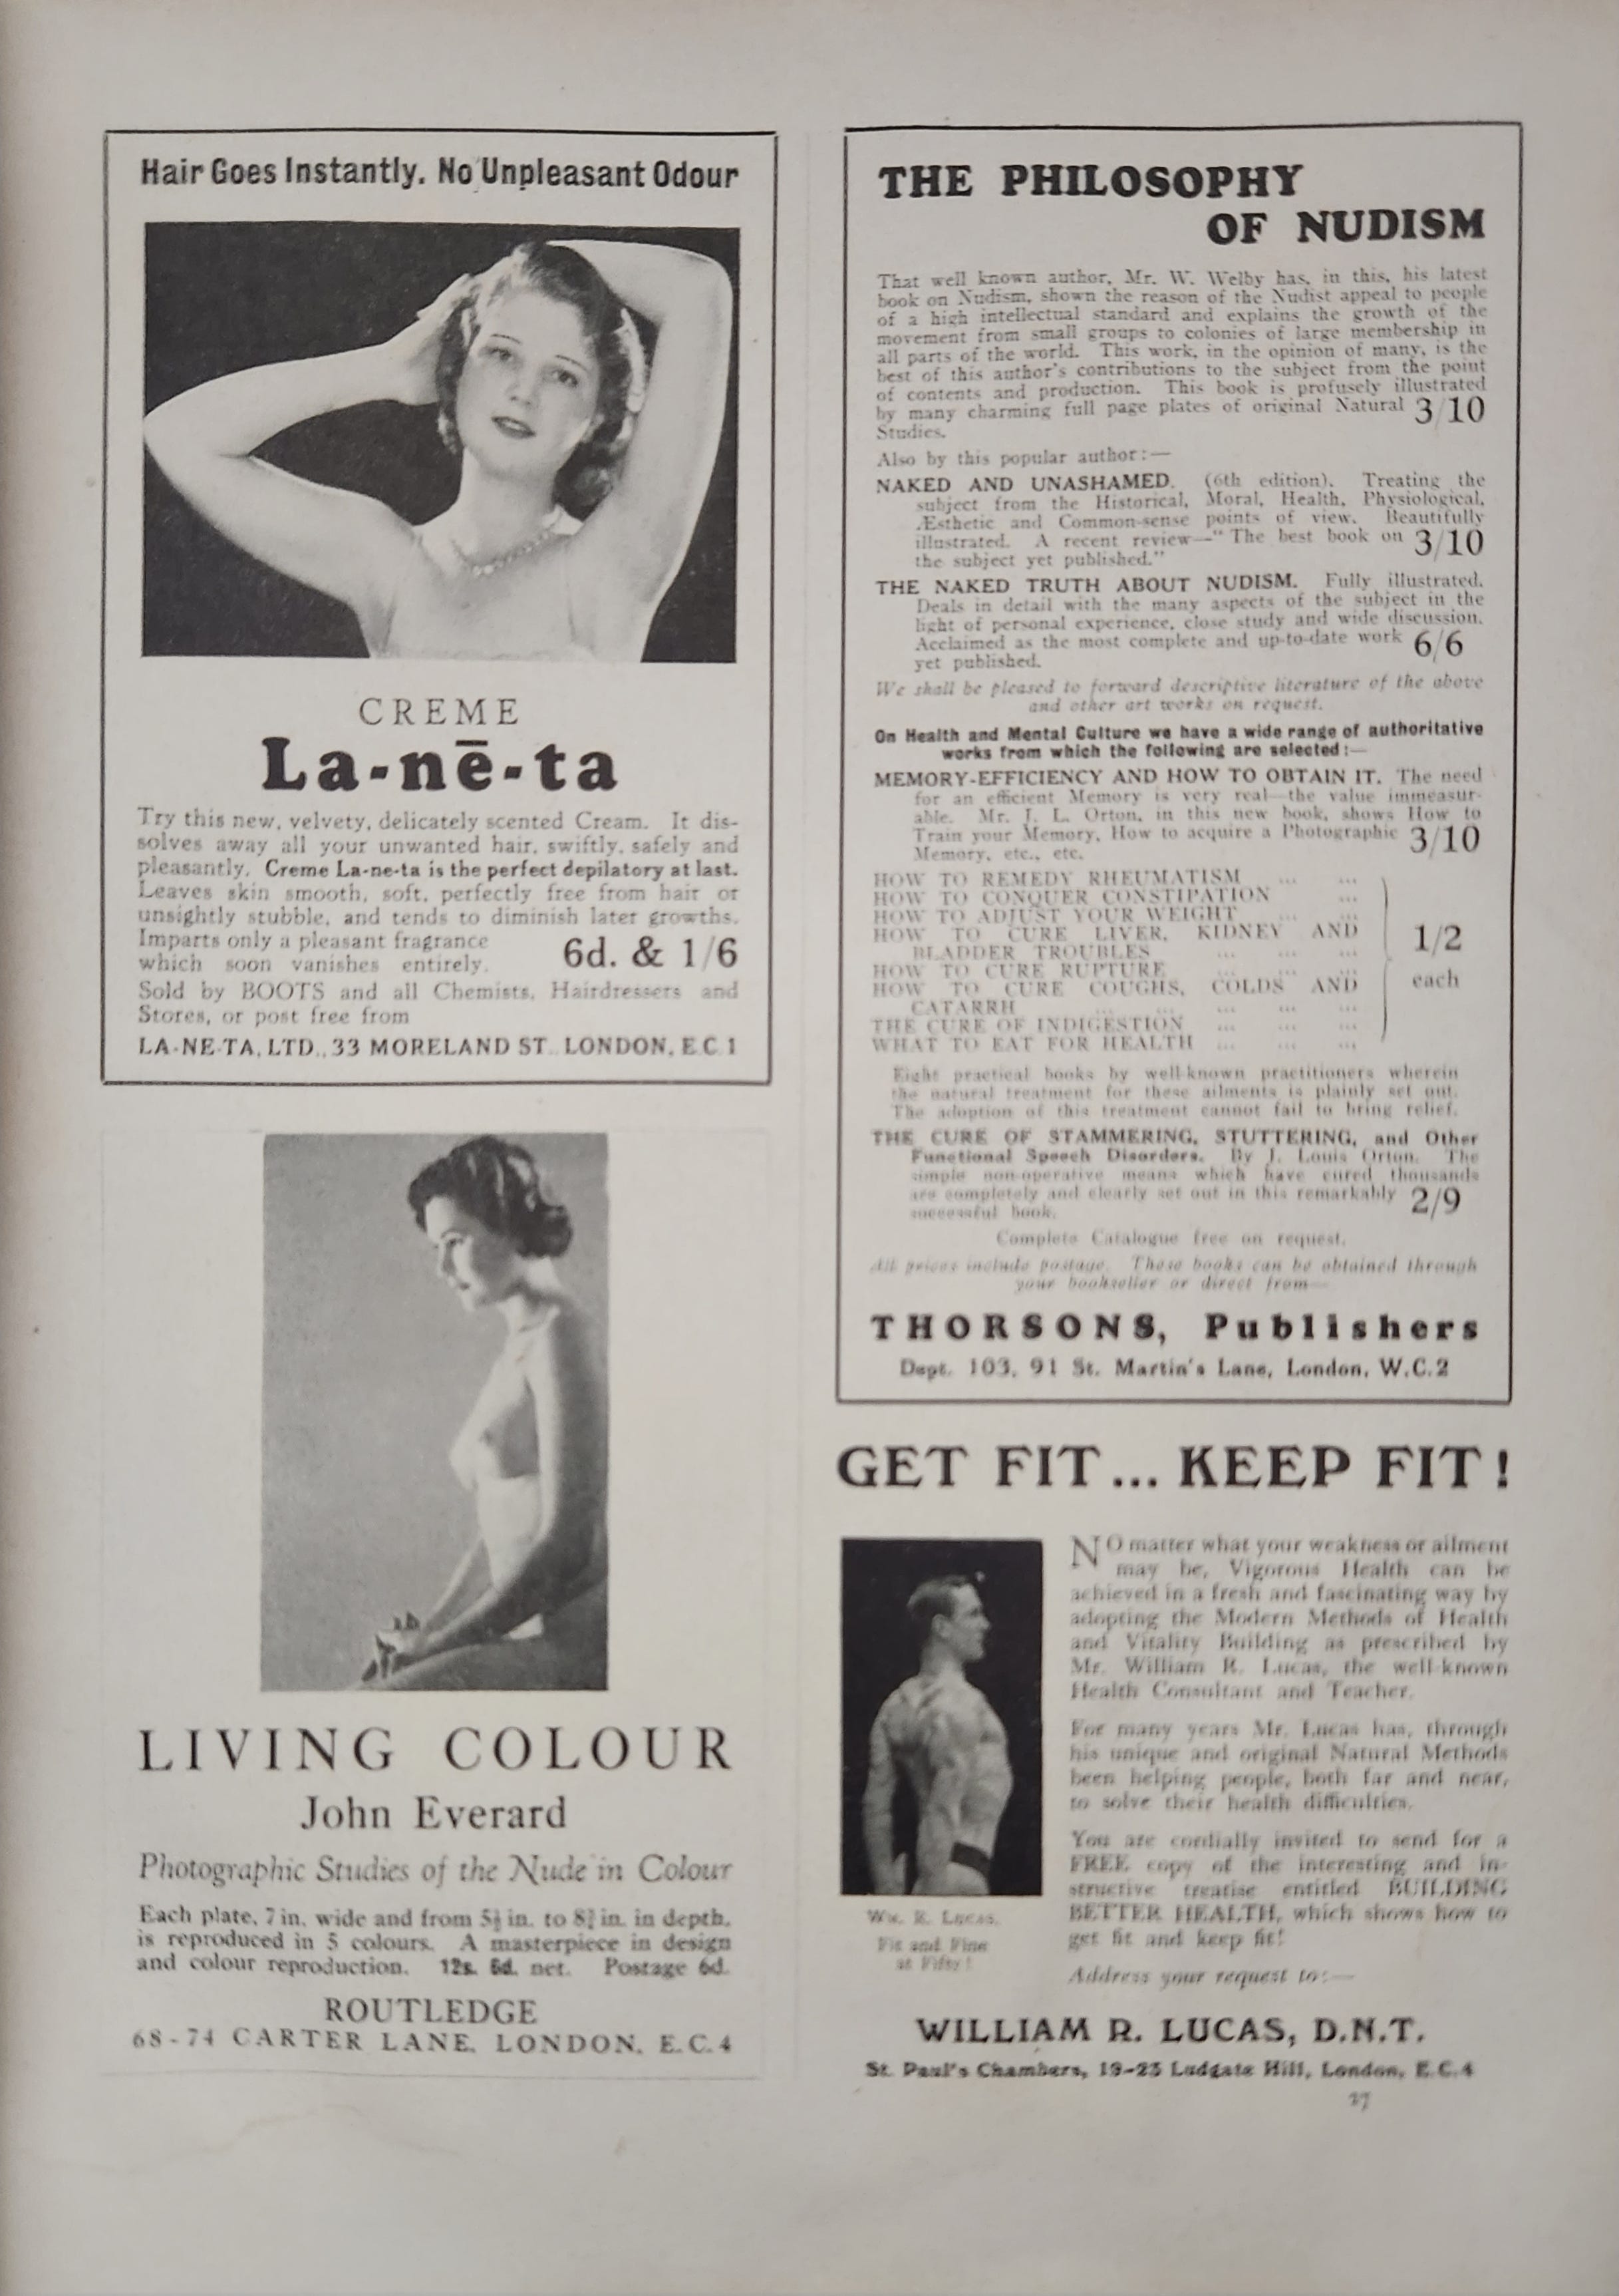 Hair Goes Instantly. No Unpleasant Odour
CREME
La-nē-ta
Try this new, velvety, delicately scented Cream. It dis-
solves away all your unwanted hair, swiftly, safely and
pleasantly. Creme La-ne-ta is the perfect depilatory at last.
Leaves skin smooth, soft, perfectly free from hair or
unsightly stubble, and tends to diminish later growths.
Imparts only a pleasant fragrance
which soon vanishes entirely.
6d. & 1/6
Sold by BOOTS and all Chemists, Hairdressers and
Stores, or post free from
LA-NE-TA, LTD., 33 MORELAND ST. LONDON, E.C.1
LIVING COLOUR
John Everard
Photographic Studies of the Nude in Colour
Each plate, 7 in. wide and from 5½ in. to 8¾ in. in depth,
is reproduced in 5 colours. A masterpiece in design
and colour reproduction. 12s. 6d. net. Postage 6d.
ROUTLEDGE
68-74 CARTER LANE, LONDON, E.C.4
THE PHILOSOPHY
OF NUDISM
That well known author, Mr. W. Welby has, in this, his latest
book on Nudism, shown the reason of the Nudist appeal to people
of a high intellectual standard and explains the growth of the
movement from small groups to colonies of large membership in
all parts of the world. This work, in the opinion of many, is the
best of this author's contributions to the subject from the point
of contents and production. This book is profusely illustrated
by many charming full page plates of original Natural 3/10
Studies.
Also by this popular author:—
NAKED AND UNASHAMED. (6th edition). Treating the
subject from the Historical, Moral, Health, Physiological,
Æsthetic and Common-sense points of view. Beautifully
illustrated. A recent review—"The best book on 3/10
the subject yet published."
THE NAKED TRUTH ABOUT NUDISM. Fully illustrated.
Deals in detail with the many aspects of the subject in the
light of personal experience, close study and wide discussion.
Acclaimed as the most complete and up-to-date work 6/6
yet published.
We shall be pleased to forward descriptive literature of the above
and other art works on request.
On Health and Mental Culture we have a wide range of authoritative
works from which the following are selected:—
MEMORY-EFFICIENCY AND HOW TO OBTAIN IT. The need
for an efficient Memory is very real—the value immeasur-
able. Mr. J. L. Orton, in this new book, shows How to
Train your Memory, How to acquire a Photographic 3/10
Memory, etc., etc.
HOW TO REMEDY RHEUMATISM ... ...
HOW TO CONQUER CONSTIPATION ...
HOW TO ADJUST YOUR WEIGHT ... ...
HOW TO CURE LIVER, KIDNEY AND
BLADDER TROUBLES ... ... ...
1/2
HOW TO CURE RUPTURE ... ... ...
HOW TO CURE COUGHS, COLDS AND
each
CATARRH ... ... ... ...
THE CURE OF INDIGESTION ... ... ...
WHAT TO EAT FOR HEALTH ... ... ...
Eight practical books by well-known practitioners wherein
the natural treatment for these ailments is plainly set out.
The adoption of this treatment cannot fail to bring relief.
THE CURE OF STAMMERING, STUTTERING, and Other
Functional Speech Disorders. By J. Louis Orton. The
simple non-operative means which have cured thousands
are completely and clearly set out in this remarkably 2/9
successful book.
Complete Catalogue free on request.
All prices include postage. These books can be obtained through
your bookseller or direct from—
THORSONS, Publishers
Dept. 103, 91 St. Martin's Lane, London, W.C.2
GET FIT... KEEP FIT!
NO matter what your weakness or ailment
may be, Vigorous Health can be
achieved in a fresh and fascinating way by
adopting the Modern Methods of Health
and Vitality Building as prescribed by
Mr. William R. Lucas, the well-known
Health Consultant and Teacher.
For many years Mr. Lucas has, through
his unique and original Natural Methods
been helping people, both far and near,
to solve their health difficulties.
You are cordially invited to send for a
FREE copy of the interesting and in-
structive treatise entitled BUILDING
BETTER HEALTH, which shows how to
get fit and keep fit!
Wm. R. Lucas.
Fit and Fine
at Fifty!
Address your request to:—
WILLIAM R. LUCAS, D.N.T.
St. Paul's Chambers, 19-23 Ludgate Hill, London, E.C.4
27